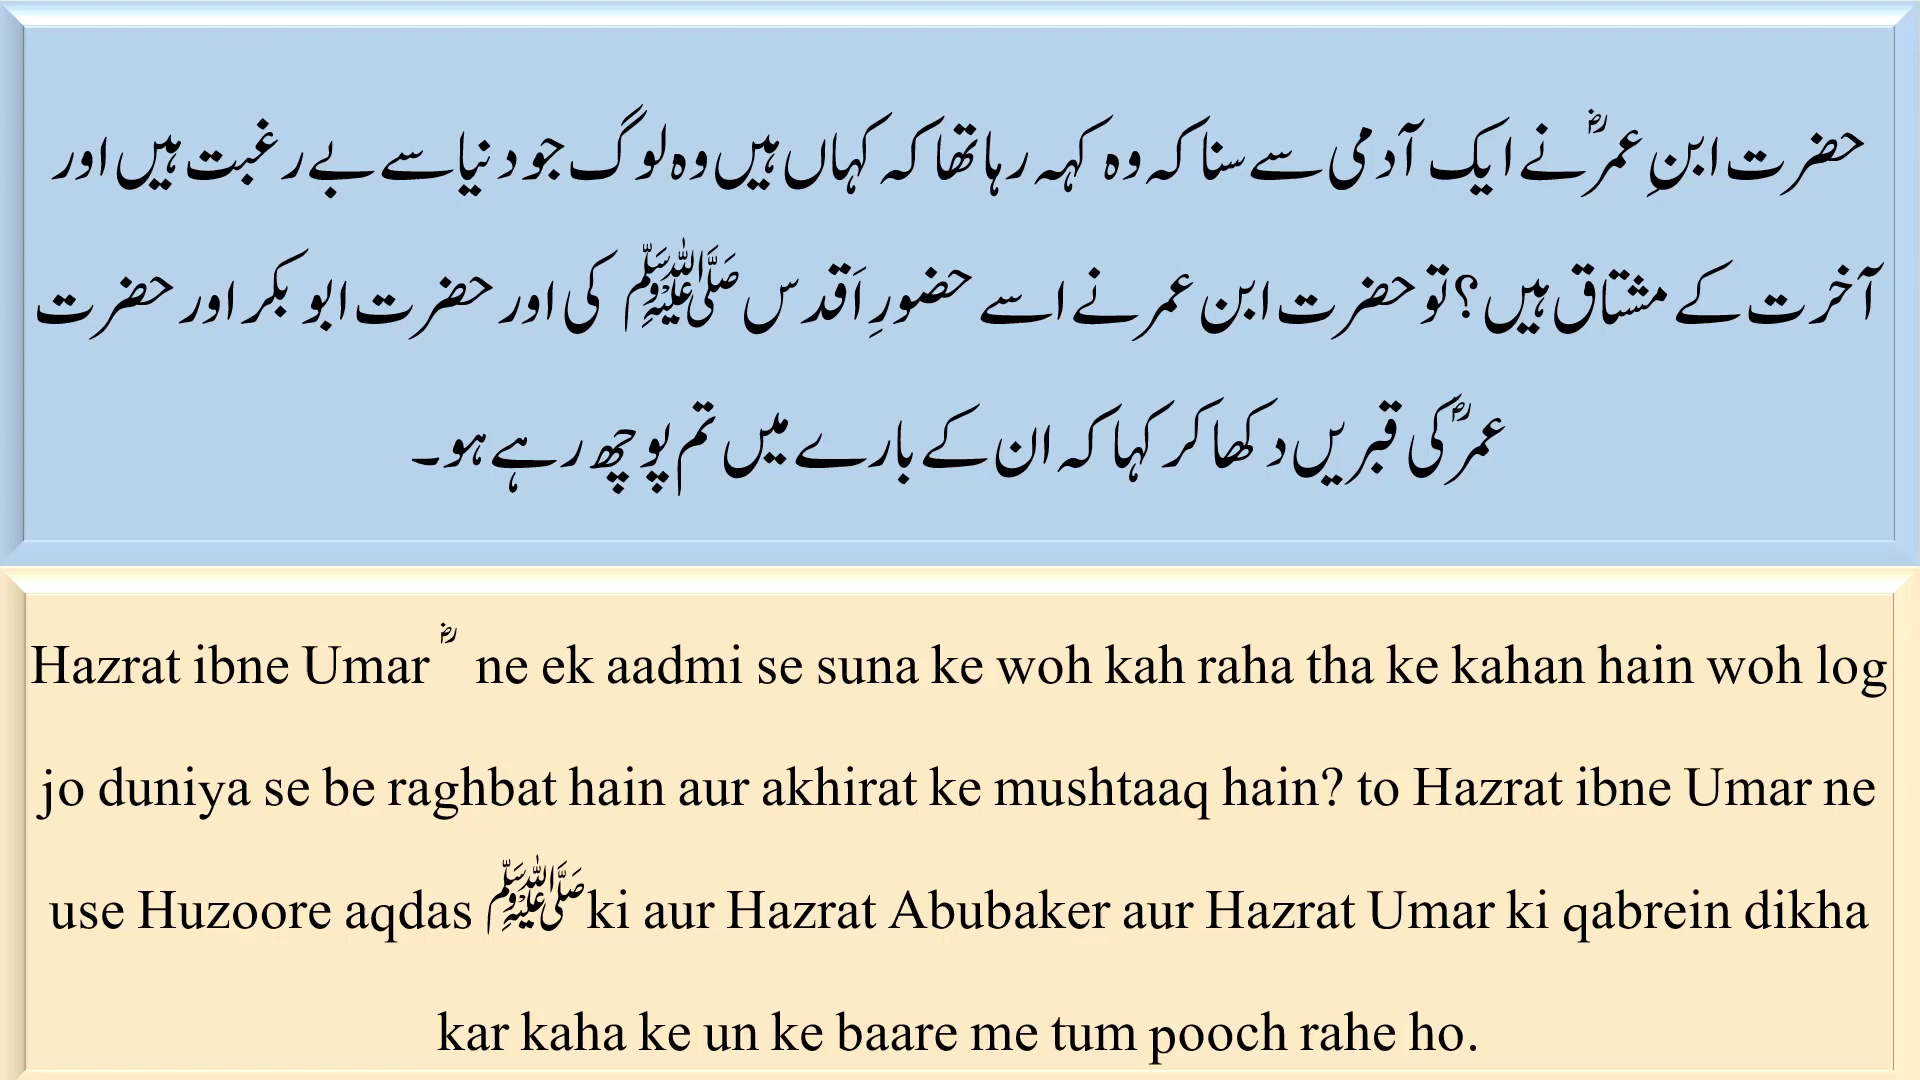 حضرت ابنِ عمرؓ نے ایک آدمی سے سنا کہ وہ کہہ رہا تھا کہ کہاں ہیں وہ لوگ جو دنیا سے بے رغبت ہیں اور
آخرت کے مشتاق ہیں؟ تو حضرت ابن عمر نے اسے حضورِ اَقدس ﷺ کی اور حضرت ابو بکر اور حضرت
عمرؓ کی قبریں دکھا کر کہا کہ ان کے بارے میں تم پوچھ رہے ہو۔
Hazrat ibne Umar ؓ ne ek aadmi se suna ke woh kah raha tha ke kahan hain woh log
jo duniya se be raghbat hain aur akhirat ke mushtaaq hain? to Hazrat ibne Umar ne
use Huzoore aqdas ﷺ ki aur Hazrat Abubaker aur Hazrat Umar ki qabrein dikha
kar kaha ke un ke baare me tum pooch rahe ho.